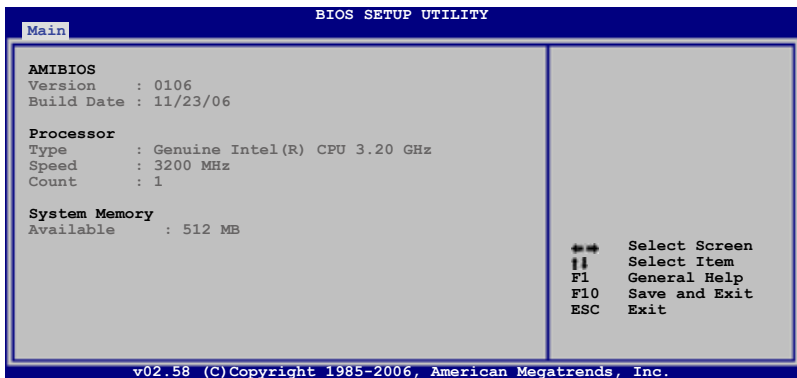 BIOS SETUP UTILITY
Main
AMIBIOS
Version : 0106
Build Date : 11/23/06
Processor
Type : Genuine Intel(R) CPU 3.20 GHz
Speed : 3200 MHz
Count : 1
System Memory
Available : 512 MB
←→ Select Screen
↑↓ Select Item
F1 General Help
F10 Save and Exit
ESC Exit
v02.58 (C)Copyright 1985-2006, American Megatrends, Inc.